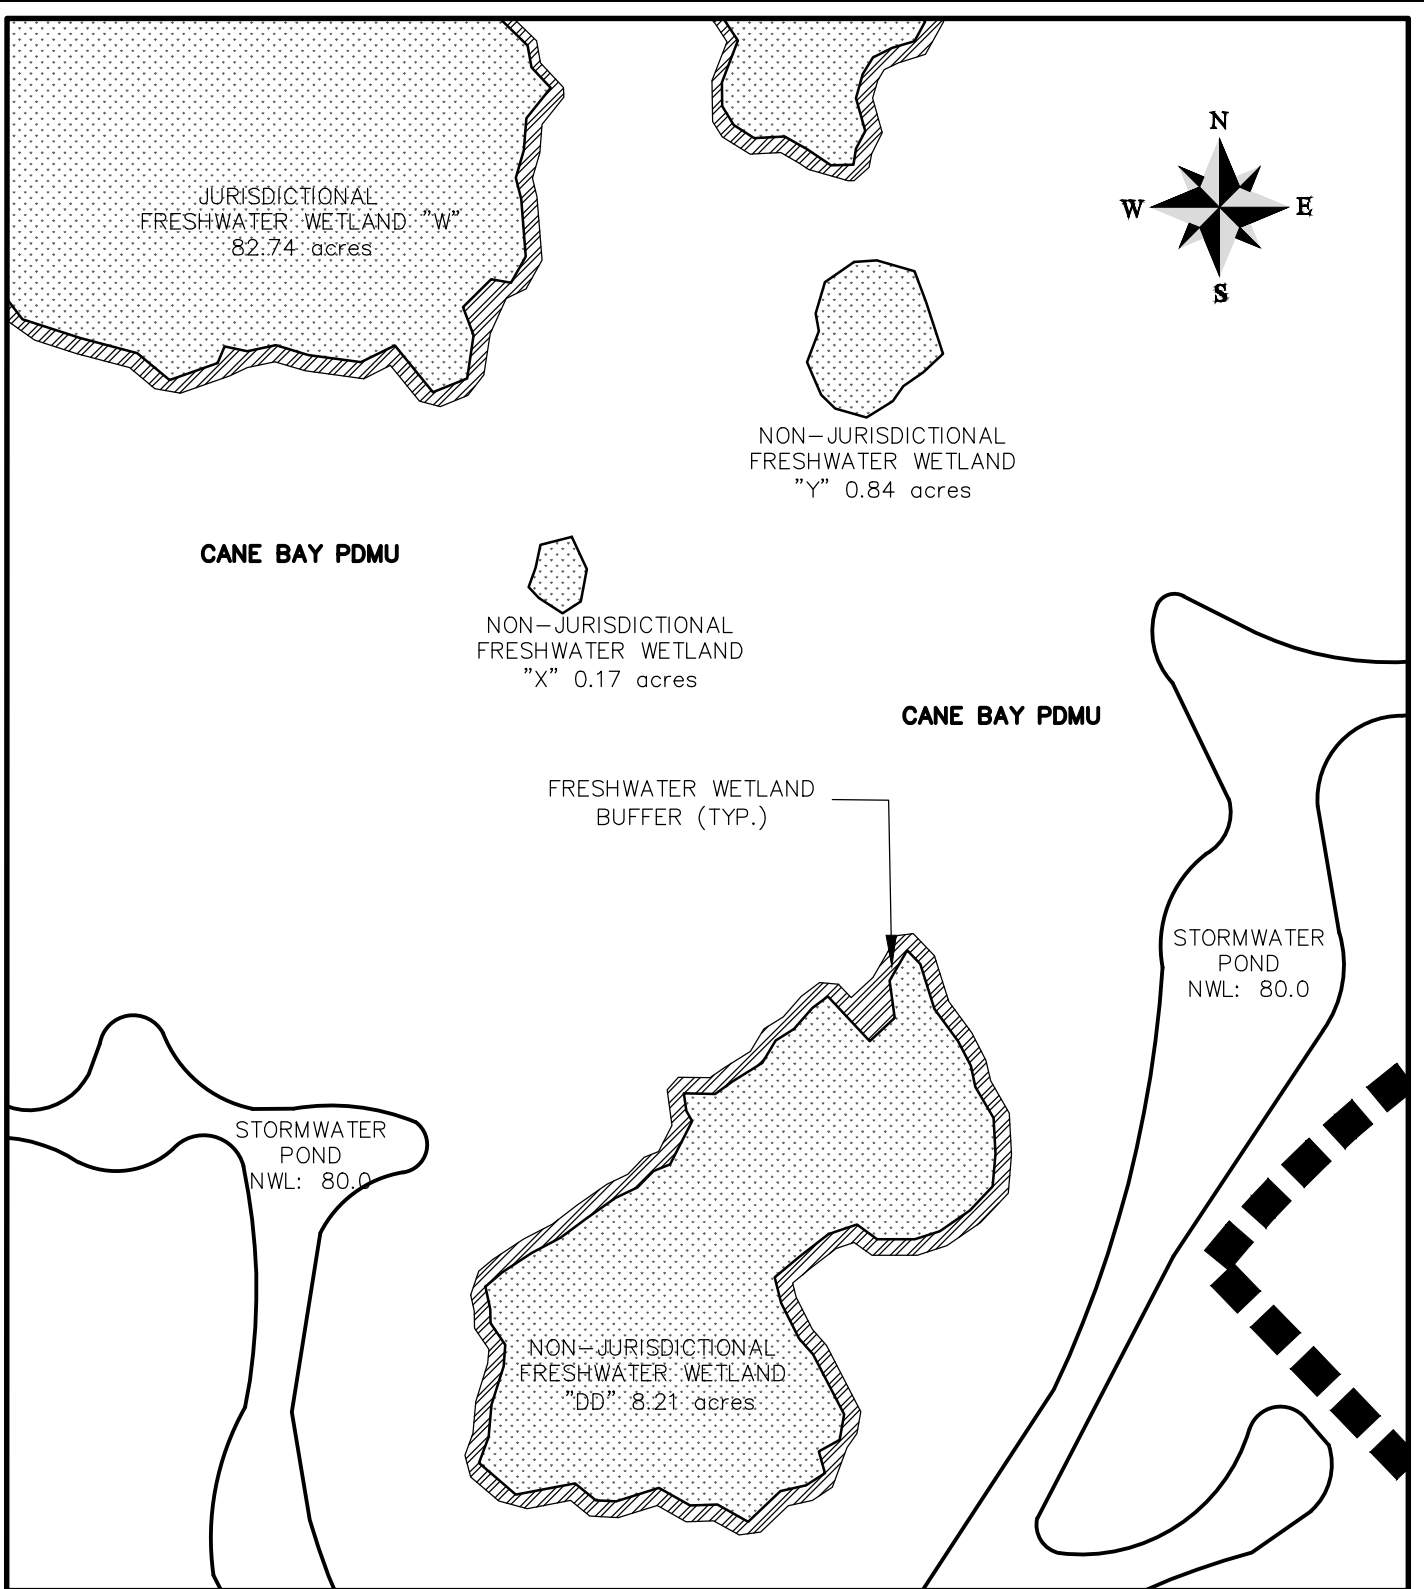 N
W
E
S
JURISDICTIONAL
FRESHWATER WETLAND "W"
82.74 acres
NON-JURISDICTIONAL
FRESHWATER WETLAND
"Y" 0.84 acres
CANE BAY PDMU
NON-JURISDICTIONAL
FRESHWATER WETLAND
"X" 0.17 acres
CANE BAY PDMU
FRESHWATER WETLAND
BUFFER (TYP.)
STORMWATER
POND
NWL: 80.0
STORMWATER
POND
NWL: 80.0
NON-JURISDICTIONAL
FRESHWATER WETLAND
"DD" 8.21 acres